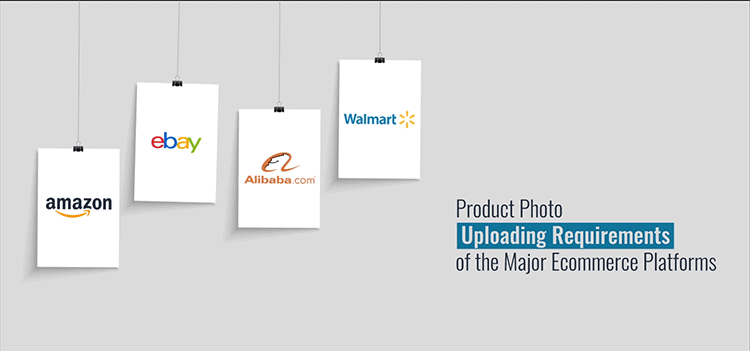 amazon
ebay
Alibaba.com
Walmart
Product Photo
Uploading Requirements
of the Major Ecommerce Platforms